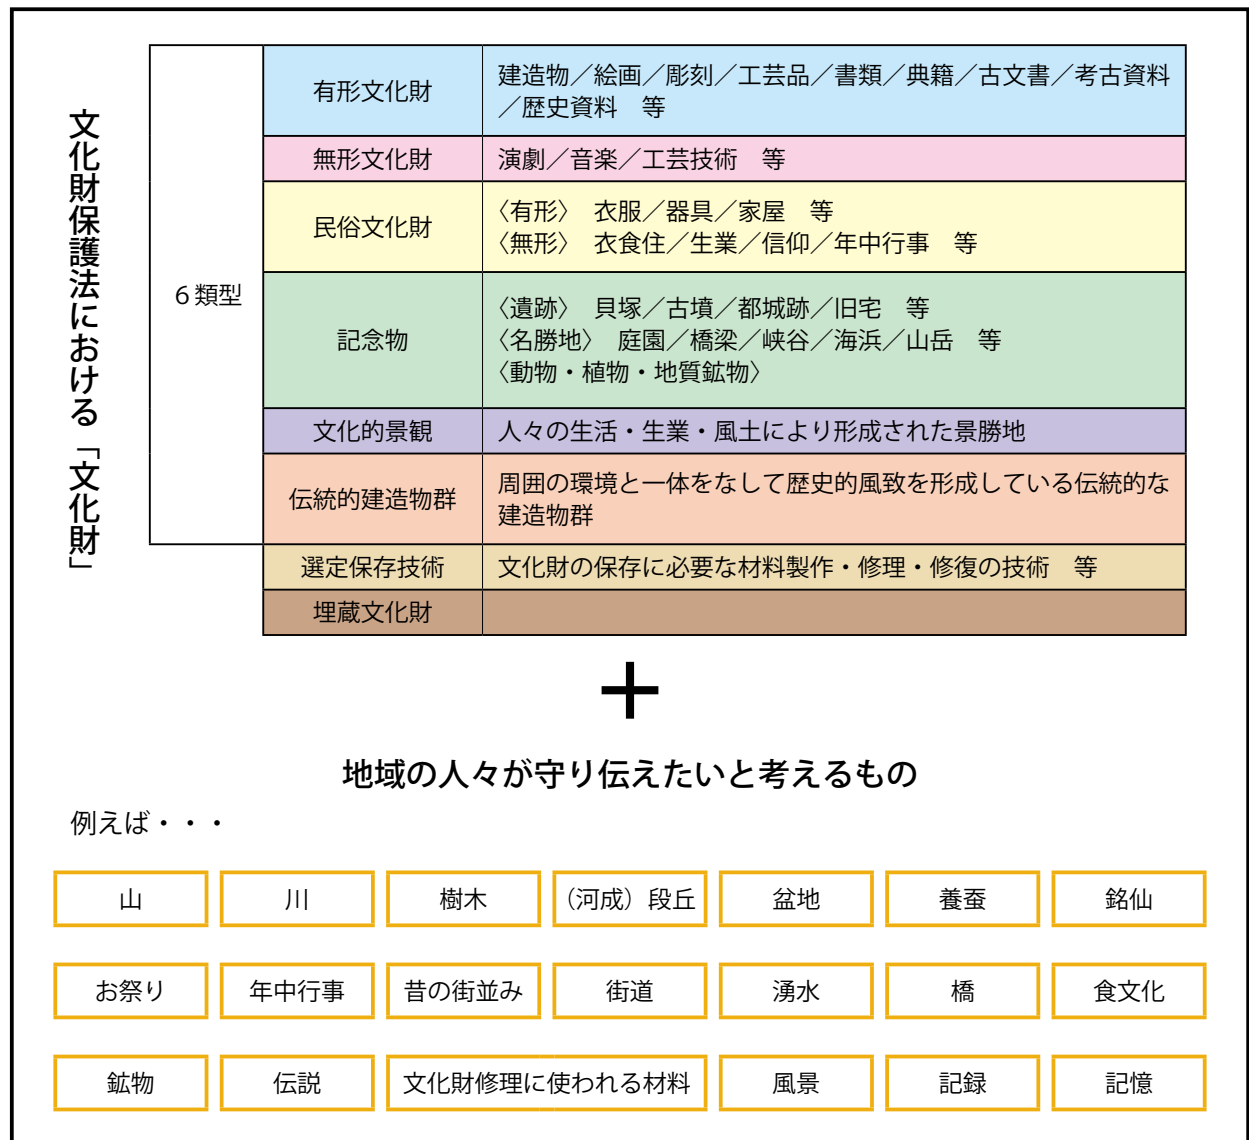 文化財保護法における「文化財」
6類型
有形文化財
建造物／絵画／彫刻／工芸品／書類／典籍／古文書／考古資料
／歴史資料　等
無形文化財
演劇／音楽／工芸技術　等
民俗文化財
〈有形〉 衣服／器具／家屋　等
〈無形〉 衣食住／生業／信仰／年中行事　等
記念物
〈遺跡〉 貝塚／古墳／都城跡／旧宅　等
〈名勝地〉 庭園／橋梁／峡谷／海浜／山岳　等
〈動物・植物・地質鉱物〉
文化的景観
人々の生活・生業・風土により形成された景勝地
伝統的建造物群
周囲の環境と一体をなして歴史的風致を形成している伝統的な
建造物群
選定保存技術
文化財の保存に必要な材料製作・修理・修復の技術　等
埋蔵文化財
＋
地域の人々が守り伝えたいと考えるもの
例えば・・・
山
川
樹木
（河成）段丘
盆地
養蚕
銘仙
お祭り
年中行事
昔の街並み
街道
湧水
橋
食文化
鉱物
伝説
文化財修理に使われる材料
風景
記録
記憶